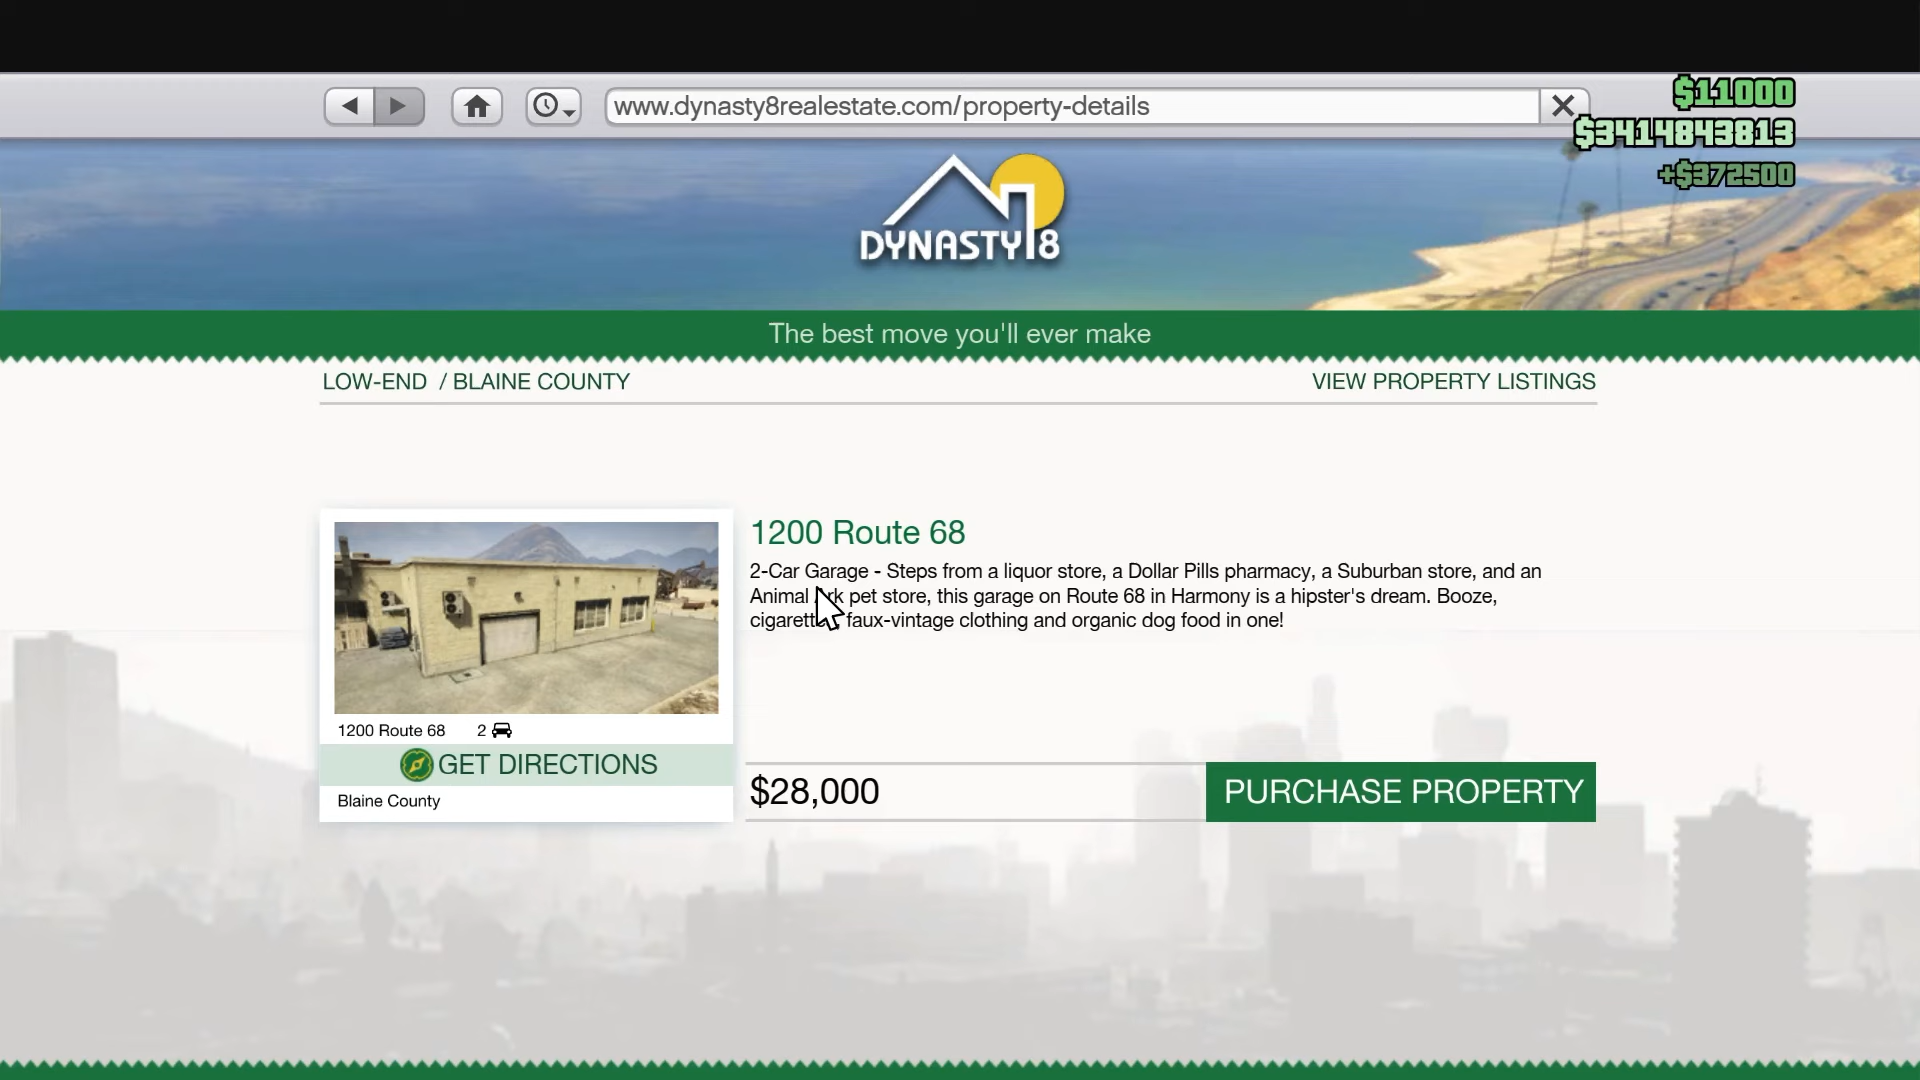 www.dynasty8realestate.com/property-details
$11000
$3414843813
+$372500
DYNASTY 8
The best move you'll ever make
LOW-END / BLAINE COUNTY
VIEW PROPERTY LISTINGS
1200 Route 68
2-Car Garage - Steps from a liquor store, a Dollar Pills pharmacy, a Suburban store, and an
Animal Ark pet store, this garage on Route 68 in Harmony is a hipster's dream. Booze,
cigarettes, faux-vintage clothing and organic dog food in one!
1200 Route 68 2
GET DIRECTIONS
Blaine County
$28,000
PURCHASE PROPERTY